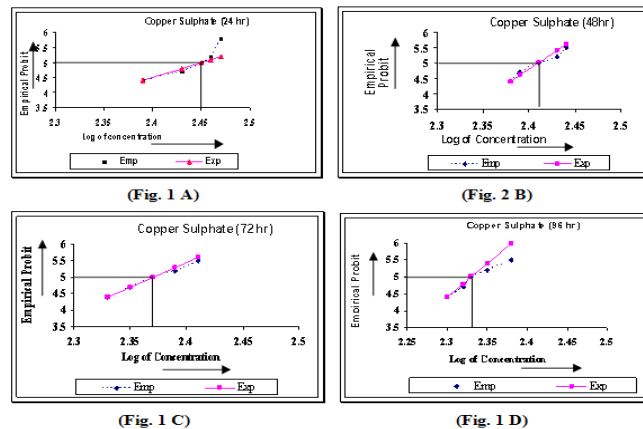 Copper Sulphate (24 hr)
Empirical Probit
6
5.5
5
4.5
4
3.5
2.3
2.35
2.4
2.45
2.5
Log of concentration
Emp
Exp
(Fig. 1 A)
Copper Sulphate (48hr)
Empirical
Probit
6
5.5
5
4.5
4
3.5
2.3
2.35
2.4
2.45
2.5
Log of Concentration
Emp
Exp
(Fig. 2 B)
Copper Sulphate (72 hr)
Empirical Probit
6
5.5
5
4.5
4
3.5
2.3
2.35
2.4
2.45
2.5
Log of Concentration
Emp
Exp
(Fig. 1 C)
Copper Sulphate (96 hr)
Empirical Probit
6
5.5
5
4.5
4
3.5
2.25
2.3
2.35
2.4
2.45
2.5
Log of Concentration
Emp
Exp
(Fig. 1 D)